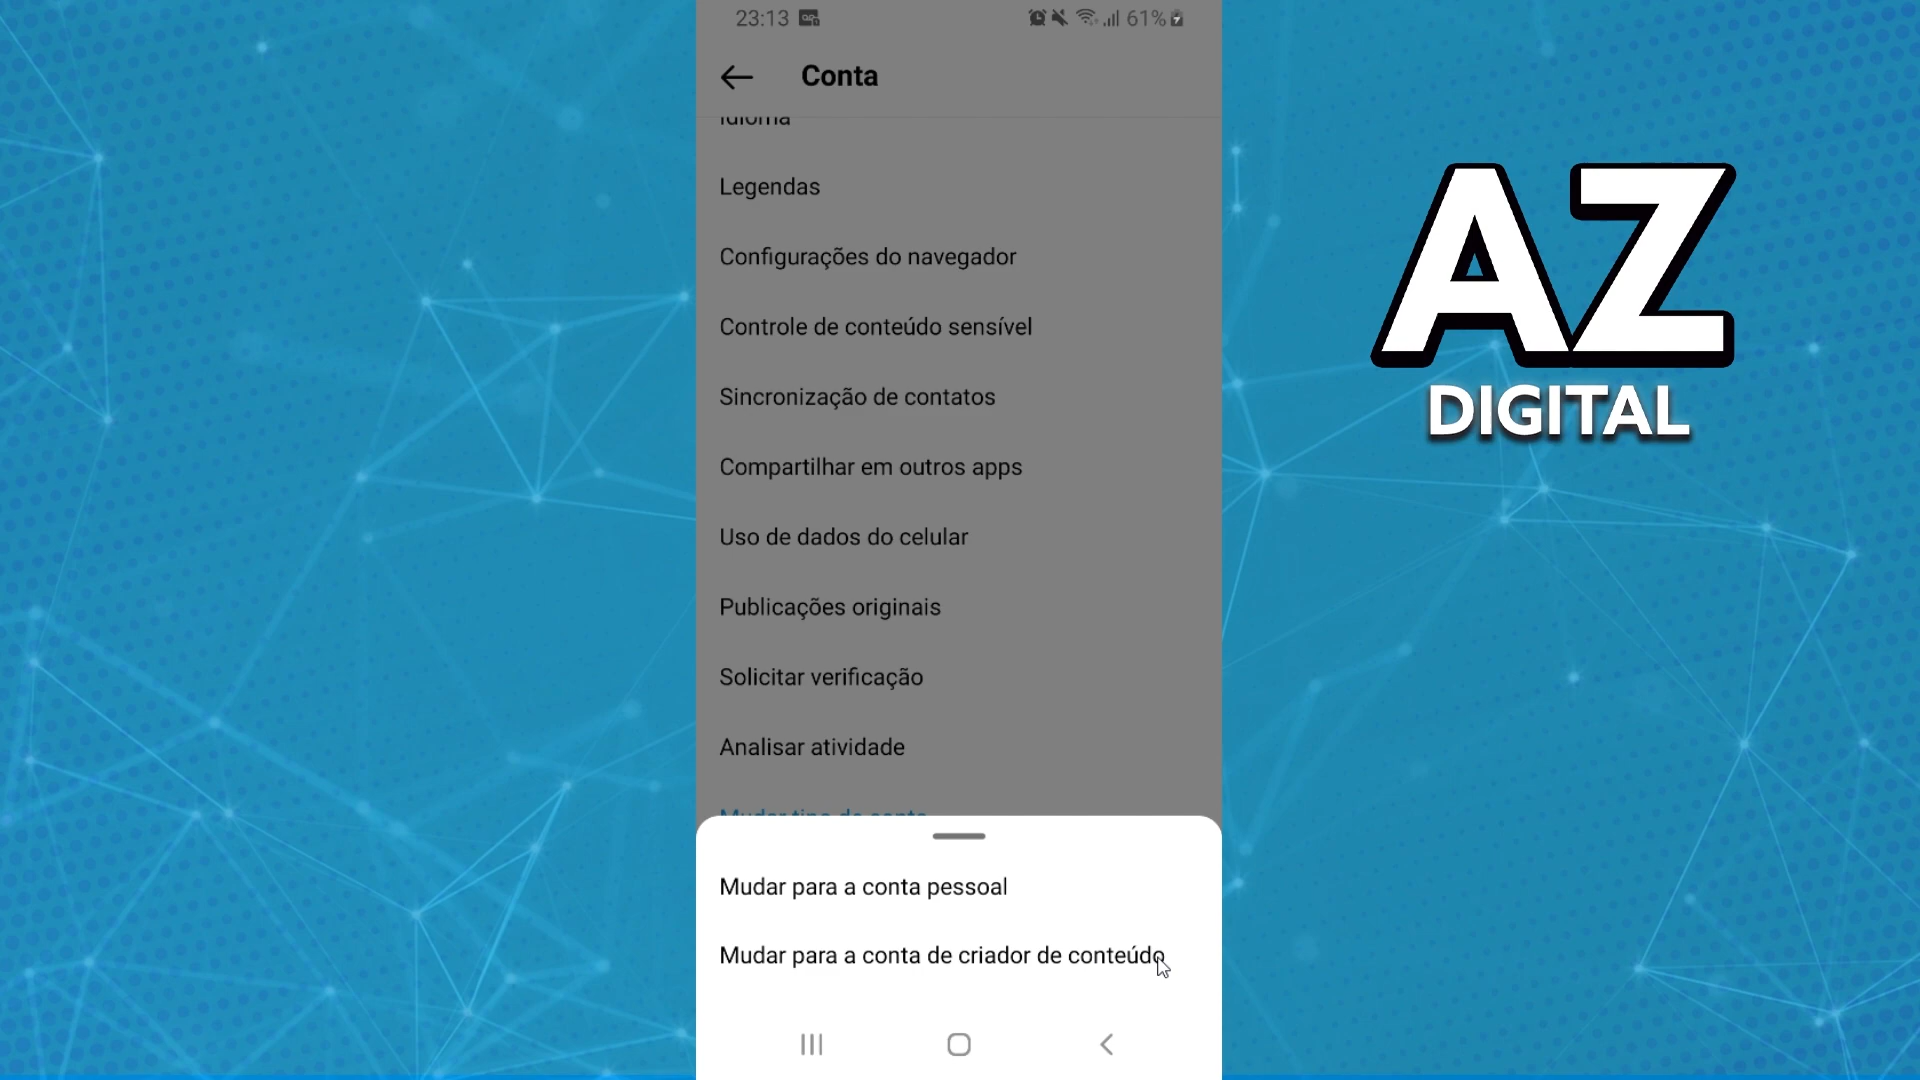 23:13
61%
Conta
Idioma
Legendas
Configurações do navegador
Controle de conteúdo sensível
Sincronização de contatos
Compartilhar em outros apps
Uso de dados do celular
Publicações originais
Solicitar verificação
Analisar atividade
Mudar tipo de conta
Mudar para a conta pessoal
Mudar para a conta de criador de conteúdo
AZ
DIGITAL